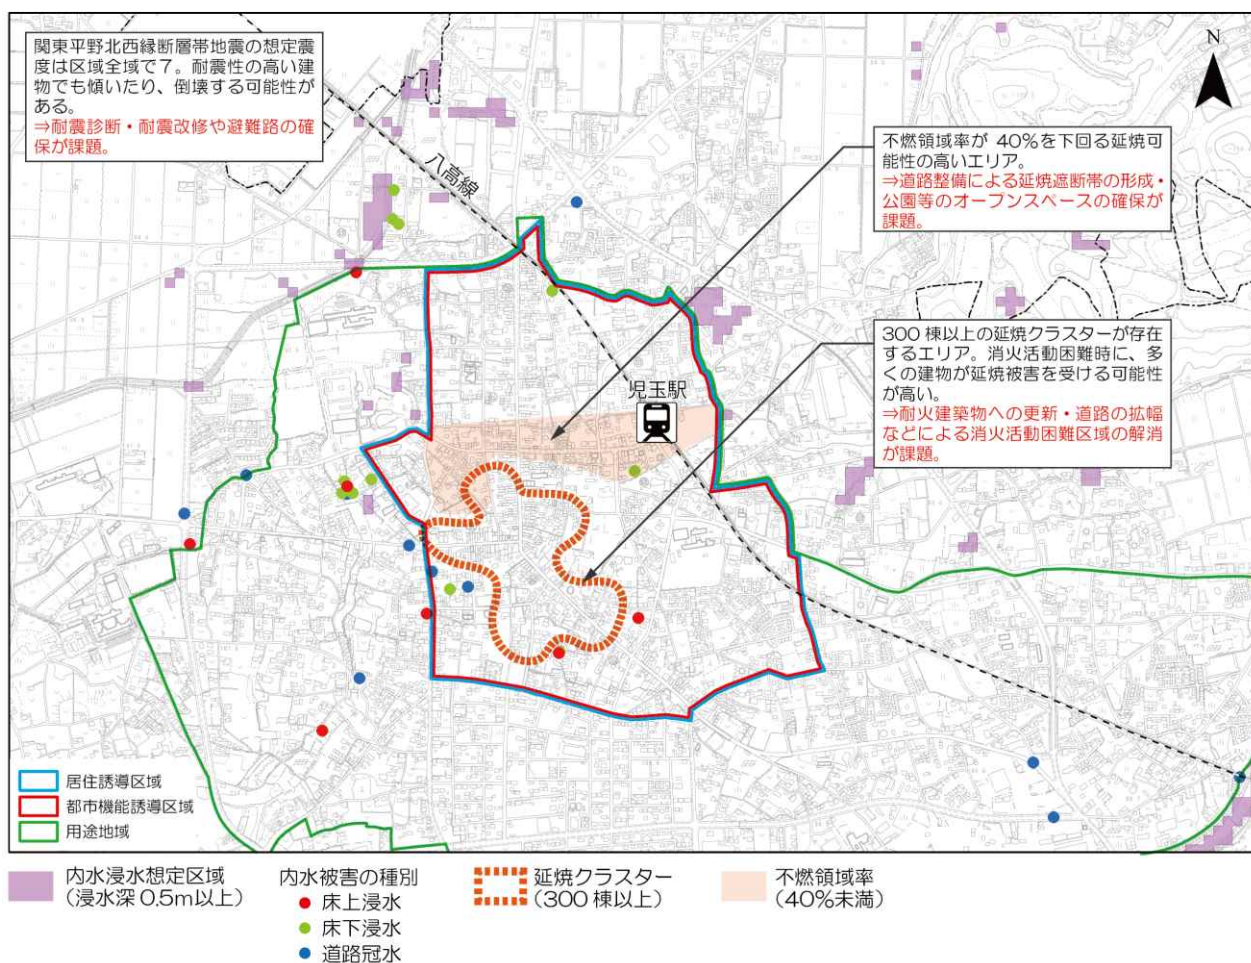 関東平野北西縁断層帯地震の想定震
度は区域全域で7。耐震性の高い建
物でも傾いたり、倒壊する可能性が
ある。
⇒耐震診断・耐震改修や避難路の確
保が課題。
N
不燃領域率が 40%を下回る延焼可
能性の高いエリア。
⇒道路整備による延焼遮断帯の形成・
公園等のオープンスペースの確保が
課題。
八高線
300 棟以上の延焼クラスターが存在
するエリア。消火活動困難時に、多
くの建物が延焼被害を受ける可能性
が高い。
⇒耐火建築物への更新・道路の拡幅
などによる消火活動困難区域の解消
が課題。
児玉駅
居住誘導区域
都市機能誘導区域
用途地域
内水浸水想定区域
(浸水深 0.5m以上)
内水被害の種別
床上浸水
床下浸水
道路冠水
延焼クラスター
(300 棟以上)
不燃領域率
(40%未満)